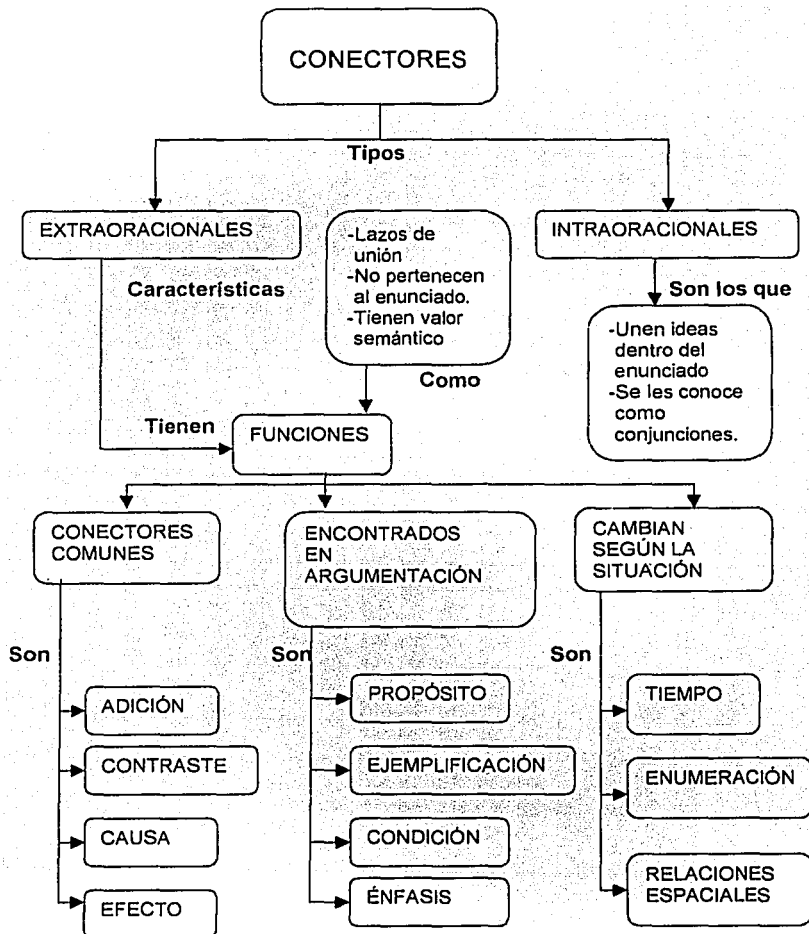 CONECTORES
Tipos
EXTRAORACIONALES
Características
-Lazos de
unión
-No pertenecen
al enunciado.
-Tienen valor
semántico
Como
INTRAORACIONALES
Son los que
-Unen ideas
dentro del
enunciado
-Se les conoce
como
conjunciones.
Tienen
FUNCIONES
CONECTORES
COMUNES
Son
ADICIÓN
CONTRASTE
CAUSA
EFECTO
ENCONTRADOS
EN
ARGUMENTACIÓN
Son
PROPÓSITO
EJEMPLIFICACIÓN
CONDICIÓN
ÉNFASIS
CAMBIAN
SEGÚN LA
SITUACIÓN
Son
TIEMPO
ENUMERACIÓN
RELACIONES
ESPACIALES